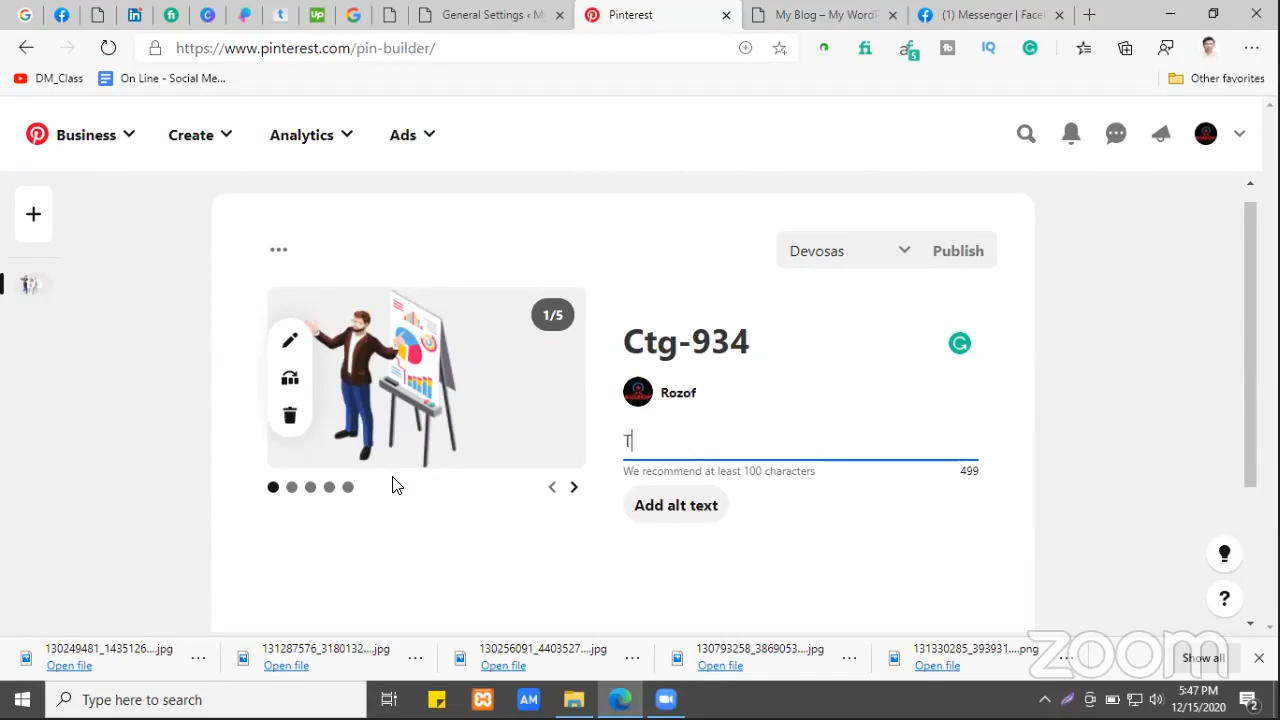 General Settings ‹ M
Pinterest
My Blog – My WordP
(1) Messenger | Face
https://www.pinterest.com/pin-builder/
5
DM_Class
On Line - Social Me...
Other favorites
Business
Create
Analytics
Ads
Devosas
Publish
1/5
Ctg-934
Rozof
T
We recommend at least 100 characters
499
Add alt text
?
130249481_1435126....jpg
Open file
131287576_3180132....jpg
Open file
130256091_4403527....jpg
Open file
130793258_3869053....jpg
Open file
131330285_393931....png
Open file
Show all
zoom
Type here to search
AM
5:47 PM
12/15/2020
2